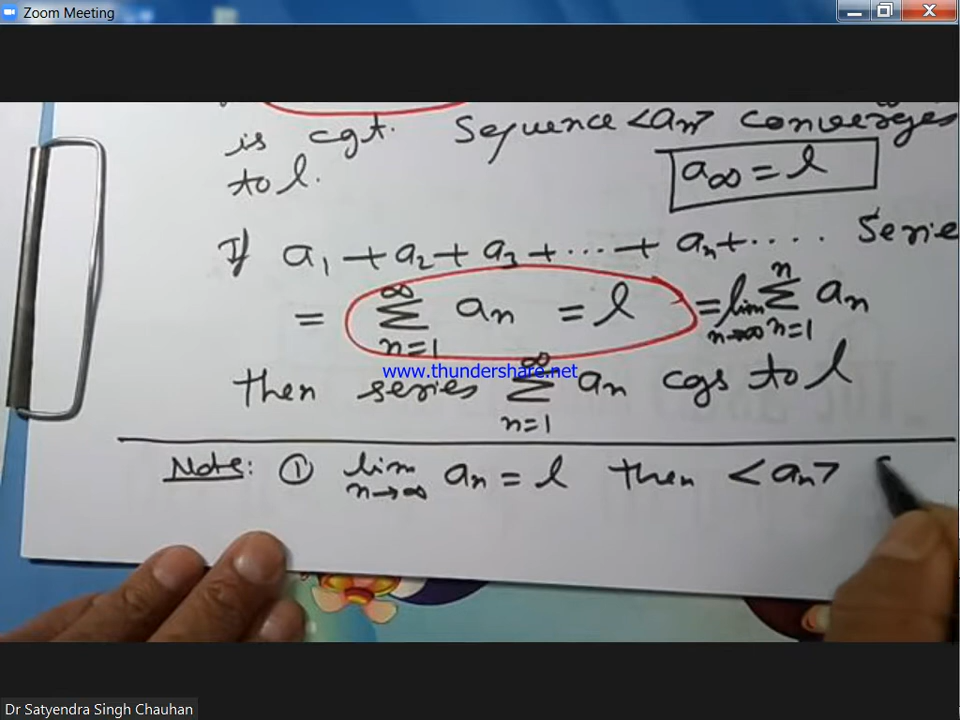 Zoom Meeting
is cgt. Sequence <an> converges
to l.
a∞ = l
If a₁ + a₂ + a₃ + .... + an + .... Serie
= ∞∑n=1 an = l = lim n→∞ n∑n=1 an
www.thundershare.net
then series ∞∑n=1 an cgs to l
Note: ① lim n→∞ an = l then <an>
Dr Satyendra Singh Chauhan